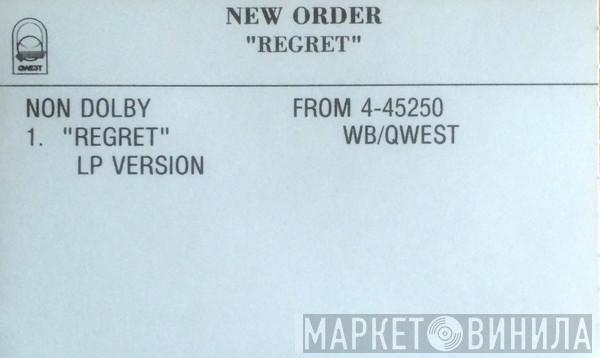 NEW ORDER
"REGRET"
QWEST
NON DOLBY
FROM 4-45250
1. "REGRET"
WB/QWEST
LP VERSION
МАРКЕТ ВИНИЛА